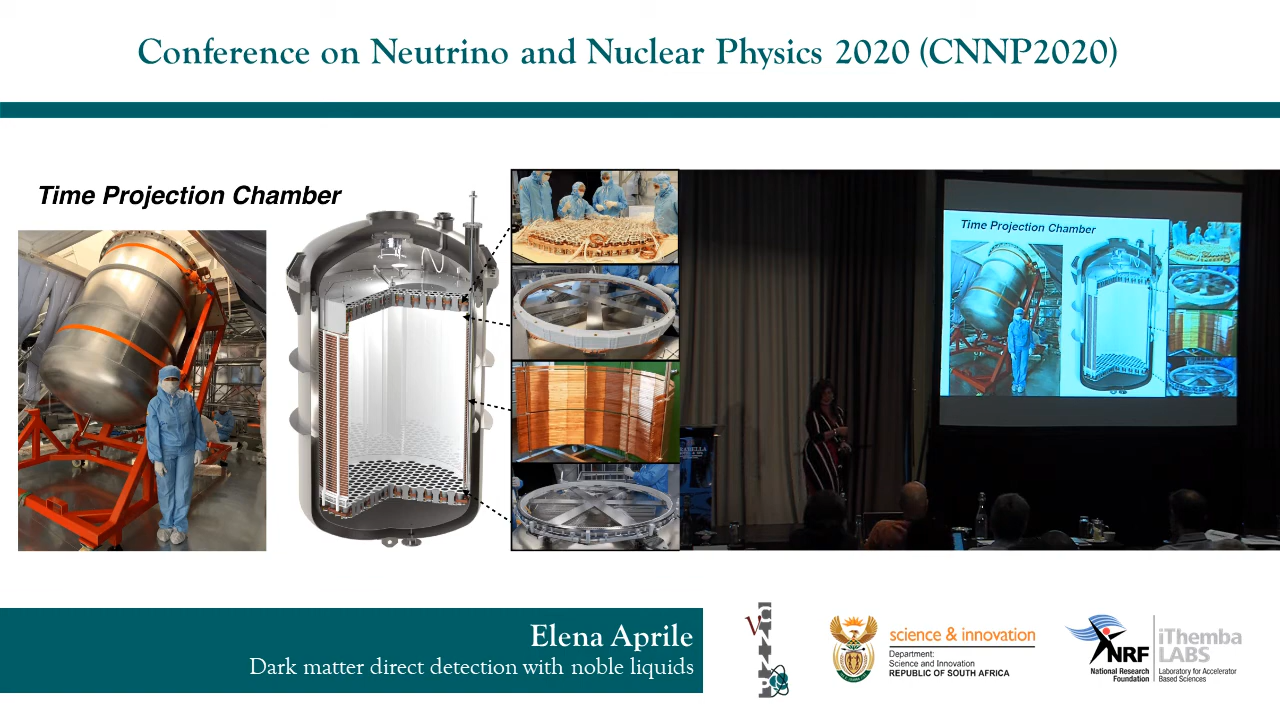 Conference on Neutrino and Nuclear Physics 2020 (CNNP2020)
Time Projection Chamber
Time Projection Chamber
Elena Aprile
Dark matter direct detection with noble liquids
νCNNP
science & innovation
Department:
Science and Innovation
REPUBLIC OF SOUTH AFRICA
NRF
National Research
Foundation
iThemba
LABS
Laboratory for Accelerator
Based Sciences